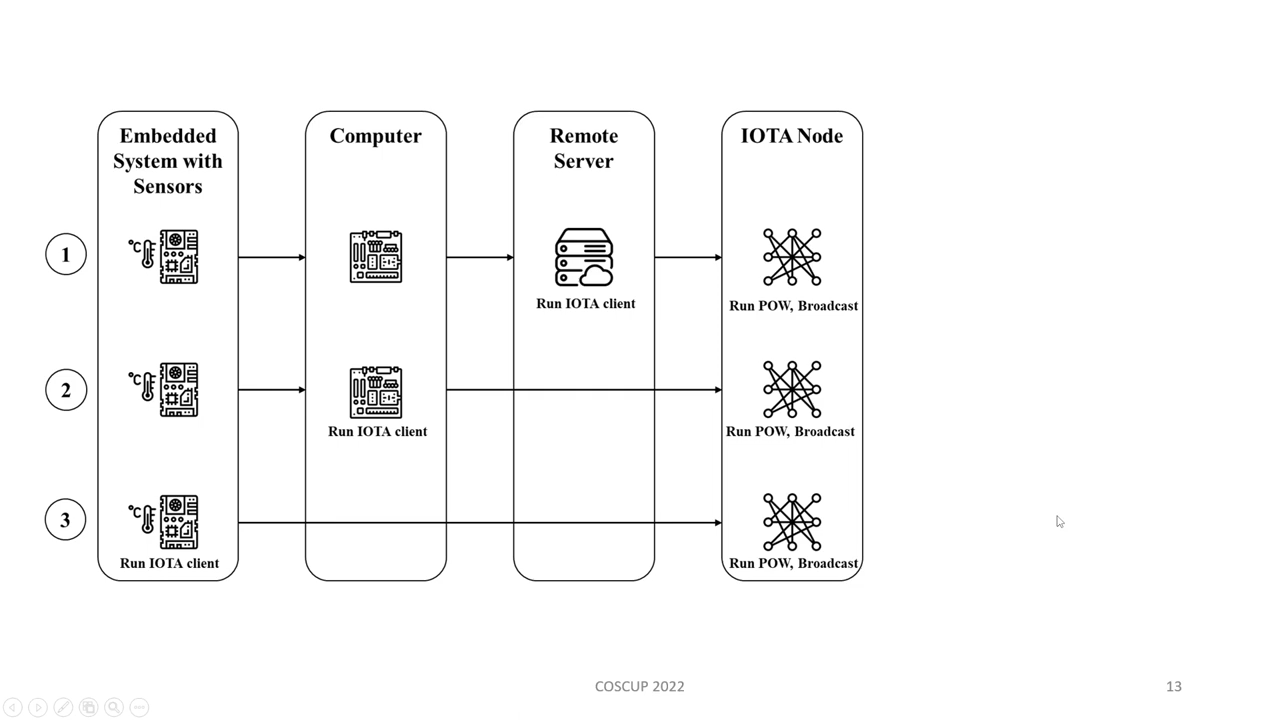 Embedded
System with
Sensors
Computer
Remote
Server
IOTA Node
1
°C
Run IOTA client
Run POW, Broadcast
2
°C
Run IOTA client
Run POW, Broadcast
3
°C
Run IOTA client
Run POW, Broadcast
COSCUP 2022
13